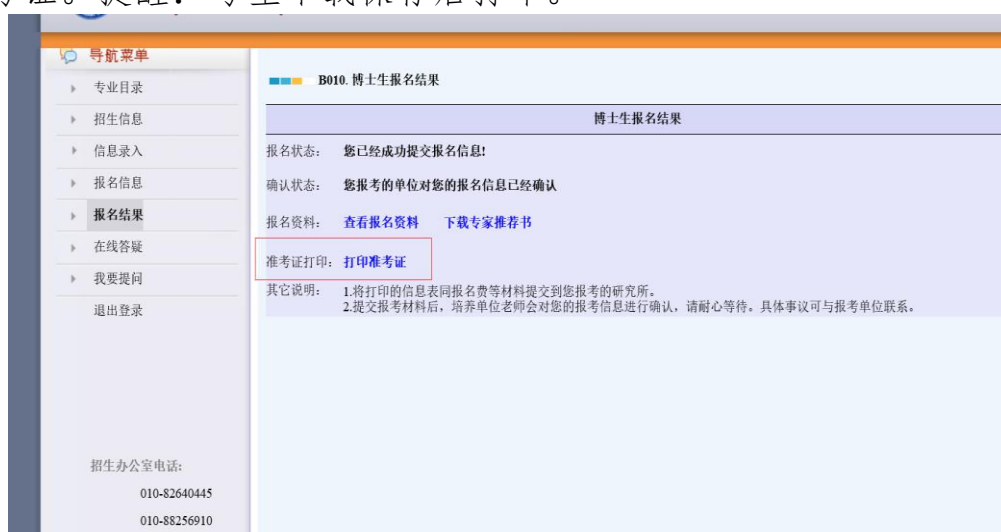 导航菜单
专业目录
招生信息
信息录入
报名信息
报名结果
在线答疑
我要提问
退出登录
招生办公室电话:
010-82640445
010-88256910
B010. 博士生报名结果
博士生报名结果
报名状态: 您已经成功提交报名信息!
确认状态: 您报考的单位对您的报名信息已经确认
报名资料: 查看报名资料 下载专家推荐书
准考证打印: 打印准考证
其它说明: 1.将打印的信息表同报名费等材料提交到您报考的研究所。
2.提交报考材料后，培养单位老师会对您的报考信息进行确认，请耐心等待。具体事议可与报考单位联系。